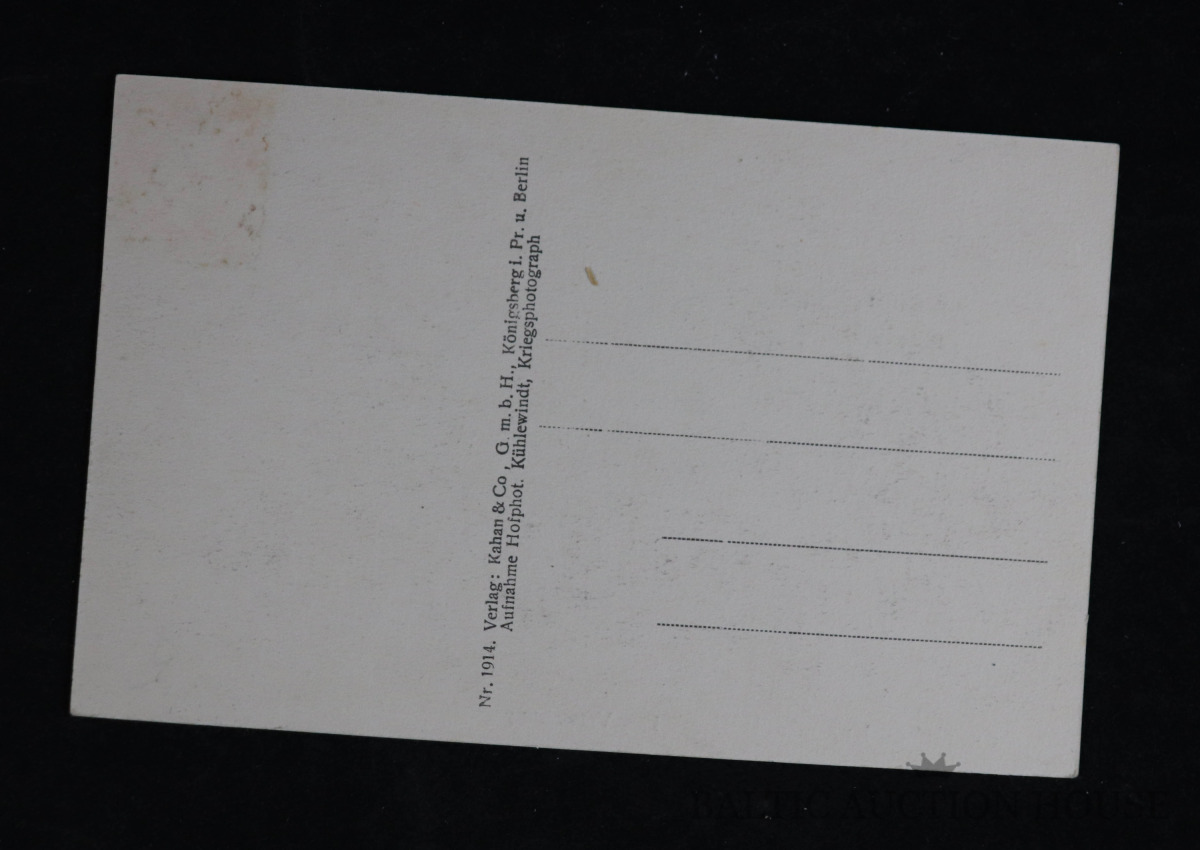 Nr. 1914. Verlag: Kahan & Co, G. m. b. H., Königsberg i. Pr. u. Berlin
Aufnahme Hofphot. Kühlewindt, Kriegsphotograph
BALTIC AUCTION HOUSE